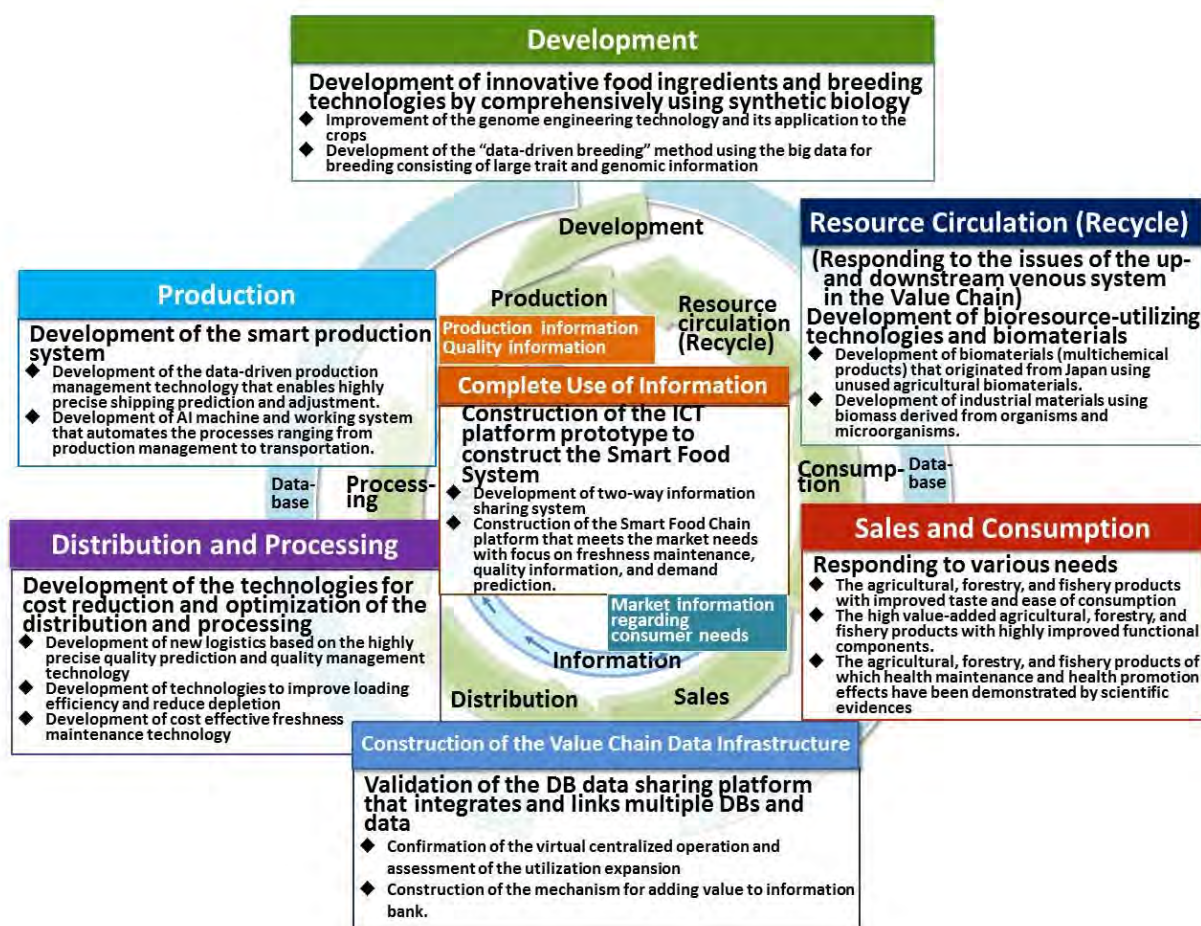 Development
Development of innovative food ingredients and breeding
technologies by comprehensively using synthetic biology
◆ Improvement of the genome engineering technology and its application to the
crops
◆ Development of the “data-driven breeding” method using the big data for
breeding consisting of large trait and genomic information
Development
Production
Resource
circulation
(Recycle)
Resource Circulation (Recycle)
(Responding to the issues of the up-
and downstream venous system
in the Value Chain)
Development of bioresource-utilizing
technologies and biomaterials
◆ Development of biomaterials (multichemical
products) that originated from Japan using
unused agricultural biomaterials.
◆ Development of industrial materials using
biomass derived from organisms and
microorganisms.
Production
Development of the smart production
system
◆ Development of the data-driven production
management technology that enables highly
precise shipping prediction and adjustment.
◆ Development of AI machine and working system
that automates the processes ranging from
production management to transportation.
Production information
Quality information
Complete Use of Information
Construction of the ICT
platform prototype to
construct the Smart Food
System
◆ Development of two-way information
sharing system
◆ Construction of the Smart Food Chain
platform that meets the market needs
with focus on freshness maintenance,
quality information, and demand
prediction.
Data-
base
Process-
ing
Consump-
tion
Data-
base
Distribution and Processing
Development of the technologies for
cost reduction and optimization of the
distribution and processing
◆ Development of new logistics based on the highly
precise quality prediction and quality management
technology
◆ Development of technologies to improve loading
efficiency and reduce depletion
◆ Development of cost effective freshness
maintenance technology
Market information
regarding
consumer needs
Information
Distribution
Sales
Sales and Consumption
Responding to various needs
◆ The agricultural, forestry, and fishery products
with improved taste and ease of consumption
◆ The high value-added agricultural, forestry, and
fishery products with highly improved functional
components.
◆ The agricultural, forestry, and fishery products of
which health maintenance and health promotion
effects have been demonstrated by scientific
evidences
Construction of the Value Chain Data Infrastructure
Validation of the DB data sharing platform
that integrates and links multiple DBs and
data
◆ Confirmation of the virtual centralized operation and
assessment of the utilization expansion
◆ Construction of the mechanism for adding value to information
bank.